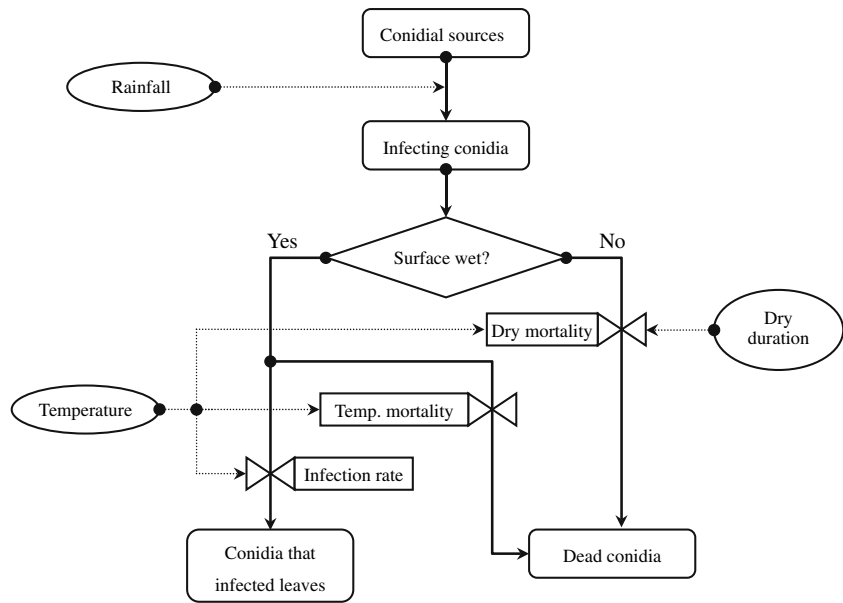 Conidial sources
Rainfall
Infecting conidia
Yes
No
Surface wet?
Dry mortality
Dry
duration
Temperature
Temp. mortality
Infection rate
Conidia that
infected leaves
Dead conidia